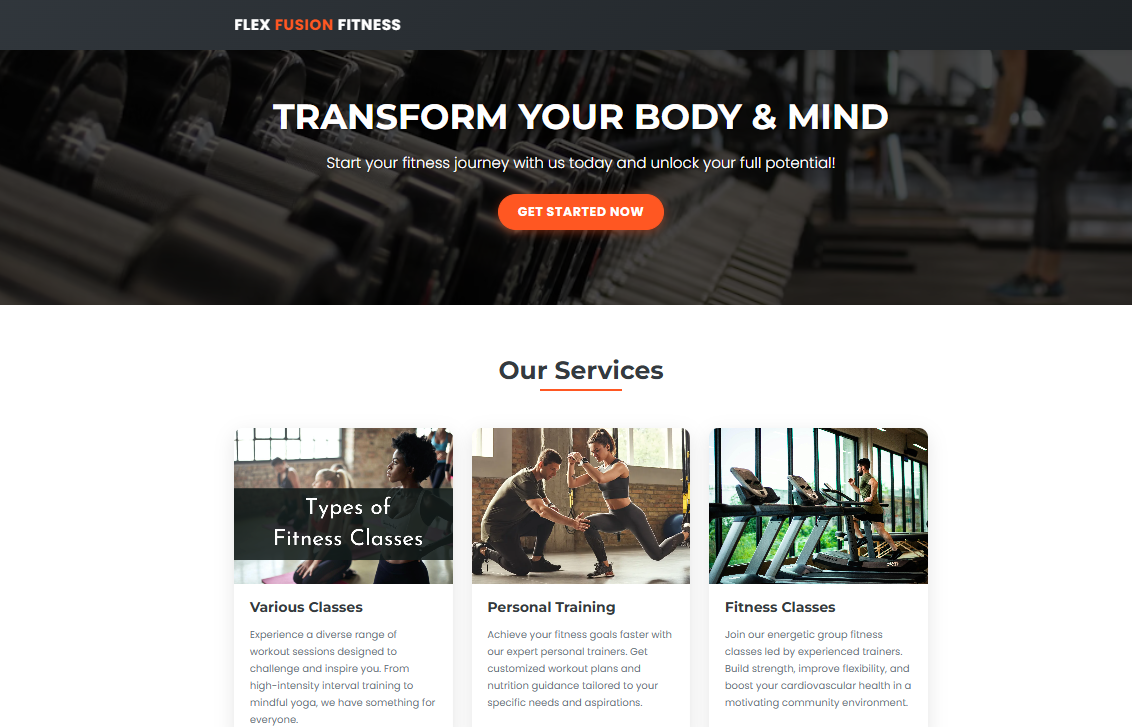 FLEX FUSION FITNESS
TRANSFORM YOUR BODY & MIND
Start your fitness journey with us today and unlock your full potential!
GET STARTED NOW
Our Services
Types of
Fitness Classes
Various Classes
Experience a diverse range of
workout sessions designed to
challenge and inspire you. From
high-intensity interval training to
mindful yoga, we have something for
everyone.
Personal Training
Achieve your fitness goals faster with
our expert personal trainers. Get
customized workout plans and
nutrition guidance tailored to your
specific needs and aspirations.
Fitness Classes
Join our energetic group fitness
classes led by experienced trainers.
Build strength, improve flexibility, and
boost your cardiovascular health in a
motivating community environment.